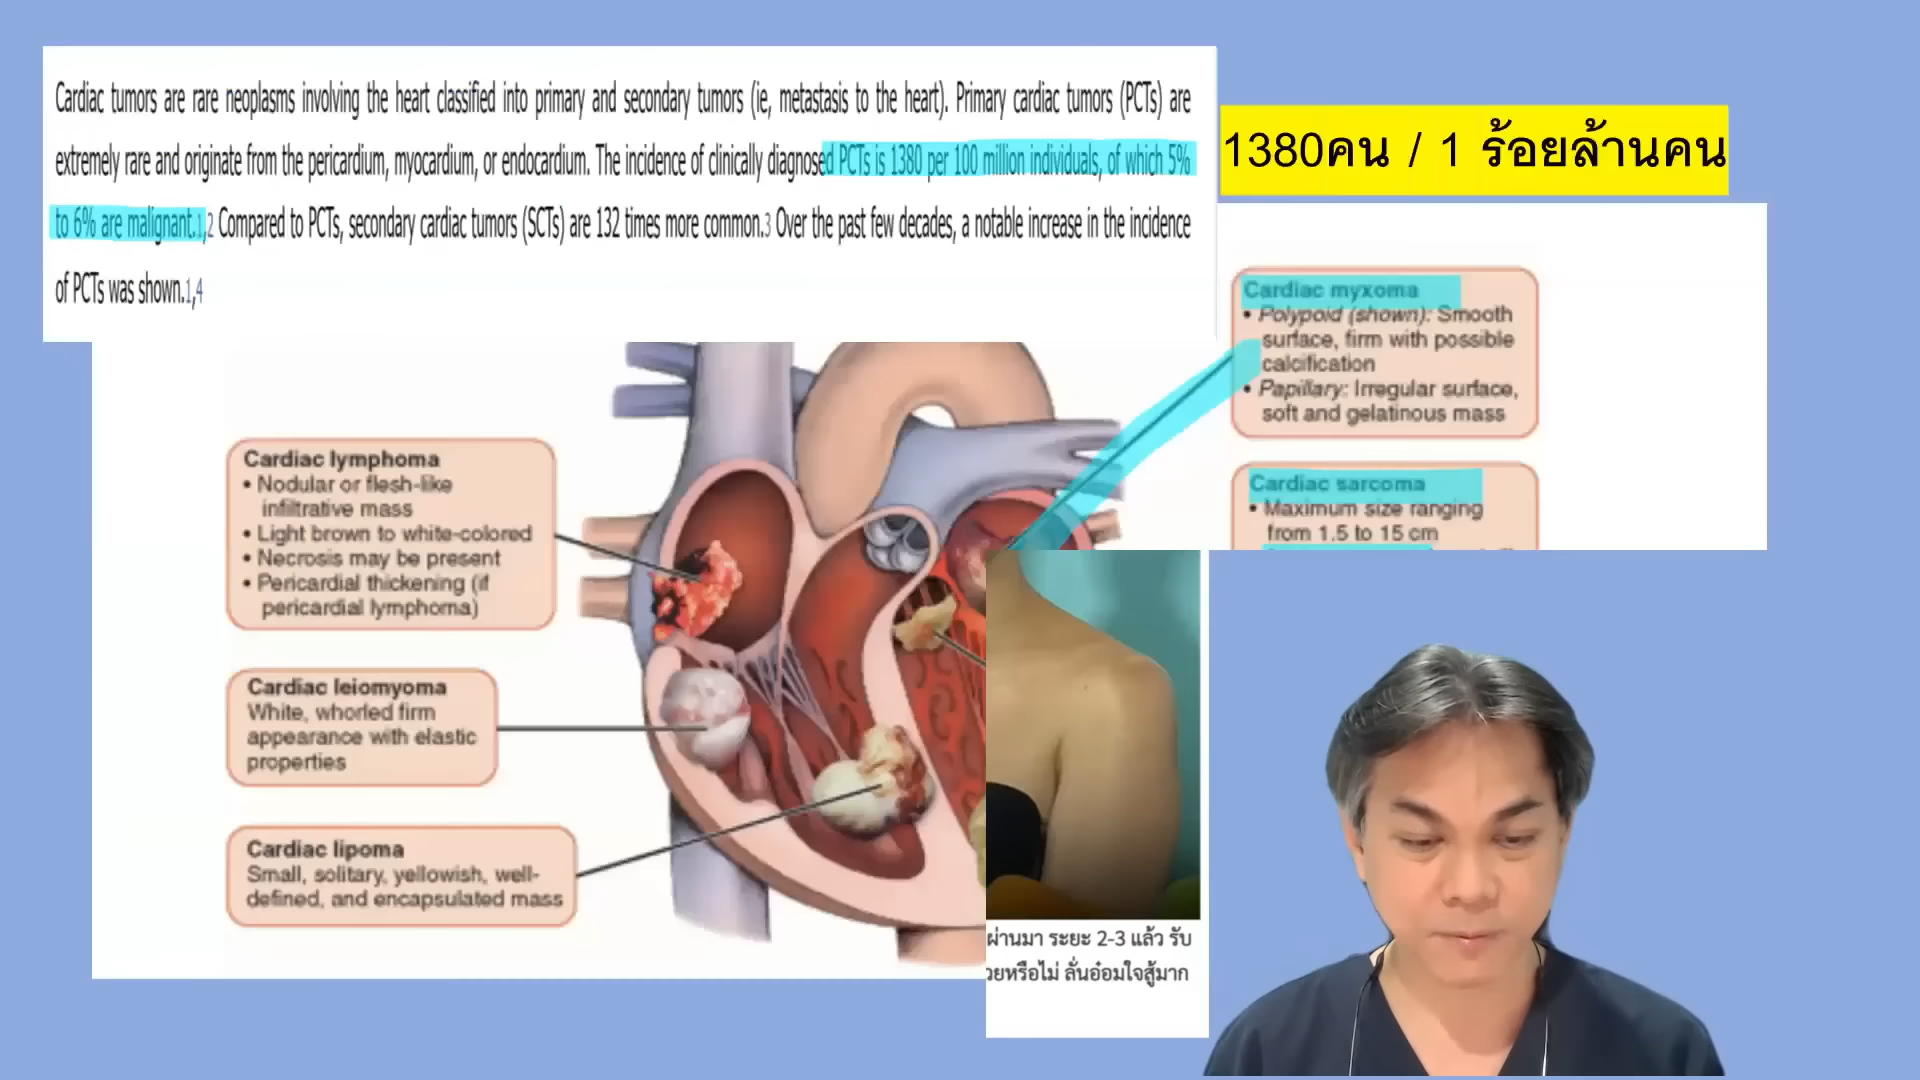 Cardiac tumors are rare neoplasms involving the heart classified into primary and secondary tumors (ie, metastasis to the heart). Primary cardiac tumors (PCTs) are
extremely rare and originate from the pericardium, myocardium, or endocardium. The incidence of clinically diagnosed PCTs is 1380 per 100 million individuals, of which 5%
to 6% are malignant.1,2 Compared to PCTs, secondary cardiac tumors (SCTs) are 132 times more common.3 Over the past few decades, a notable increase in the incidence
of PCTs was shown.1,4
1380คน / 1 ร้อยล้านคน
Cardiac myxoma
• Polypoid (shown): Smooth
surface, firm with possible
calcification
• Papillary: Irregular surface,
soft and gelatinous mass
Cardiac sarcoma
• Maximum size ranging
from 1.5 to 15 cm
Cardiac lymphoma
• Nodular or flesh-like
infiltrative mass
• Light brown to white-colored
• Necrosis may be present
• Pericardial thickening (if
pericardial lymphoma)
Cardiac leiomyoma
White, whorled firm
appearance with elastic
properties
Cardiac lipoma
Small, solitary, yellowish, well-
defined, and encapsulated mass
ผ่านมา ระยะ 2-3 แล้ว รับ
วยหรือไม่ ลั่นอ๋อมใจสู้มาก